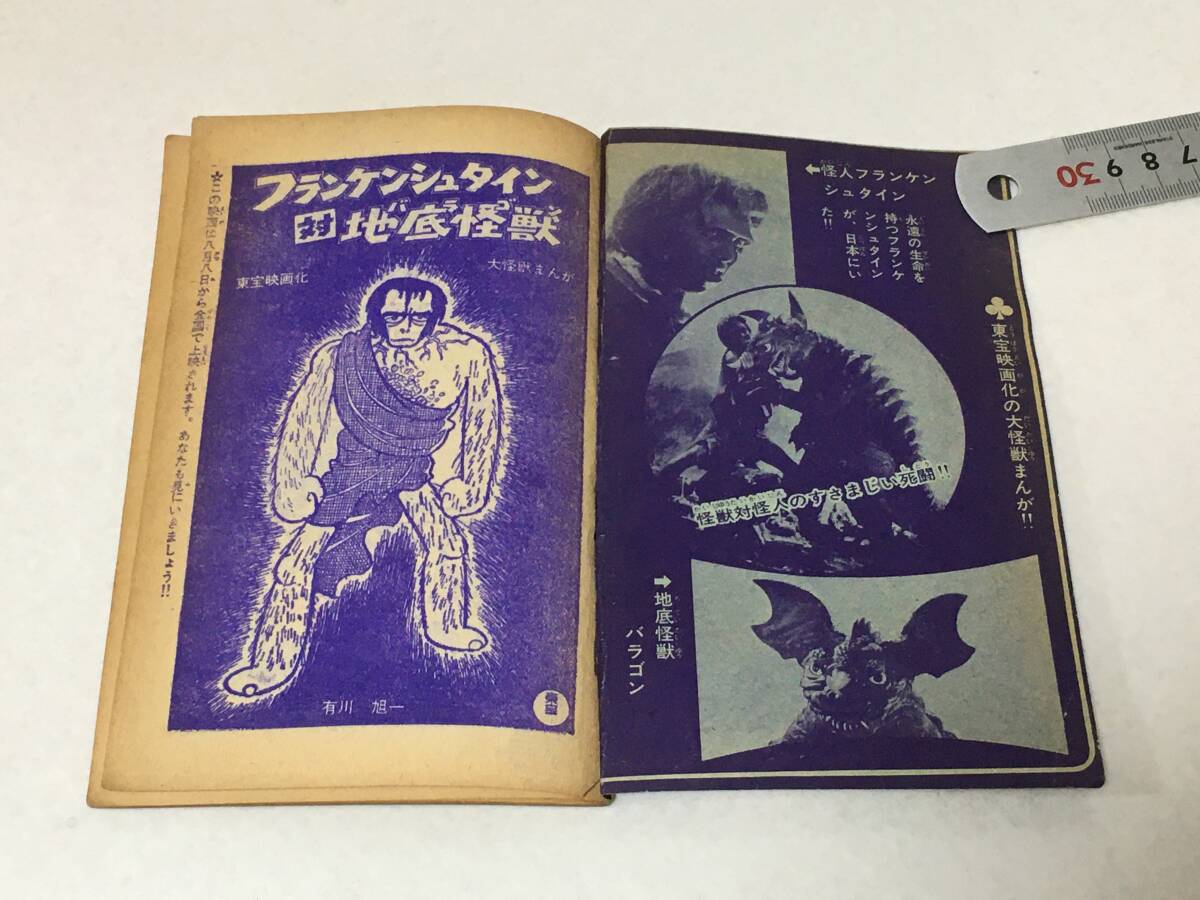 ☆この映画は八月八日から全国で上映されます。 あなたも見にいきましょう!!
フランケンシュタイン
対地底怪獣
バラゴン
東宝映画化
大怪獣まんが
有川 旭一
←怪人フランケン
シュタイン
永遠の生命を
持つフランケ
ンシュタイン
が、日本にい
た!!
♣東宝映画化の大怪獣まんが!!
怪獣対怪人のすさまじい死闘!!
→地底怪獣
バラゴン
7 8 9 30